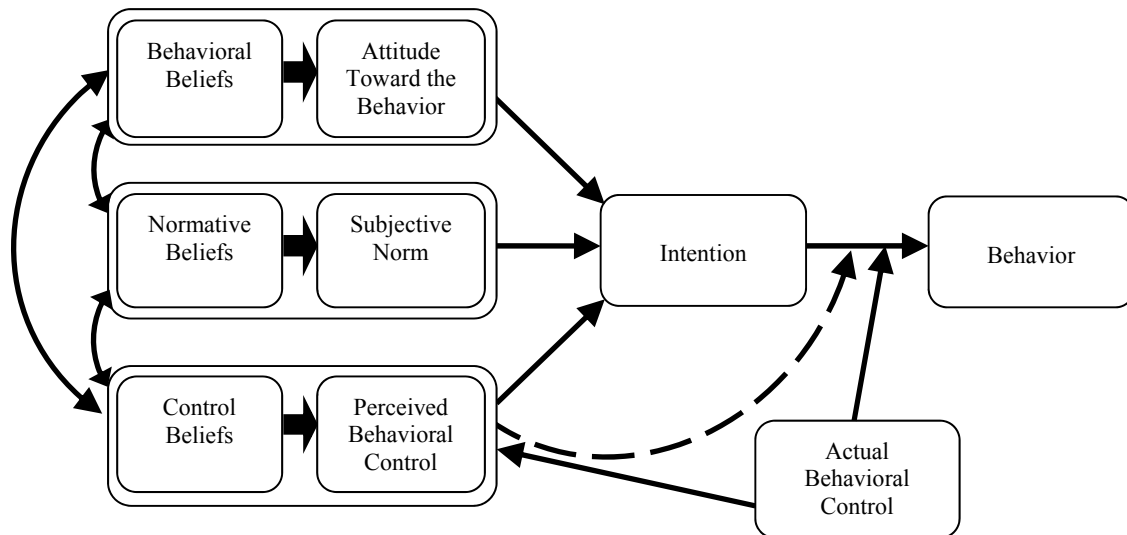 Behavioral
Beliefs
Attitude
Toward the
Behavior
Normative
Beliefs
Subjective
Norm
Intention
Behavior
Control
Beliefs
Perceived
Behavioral
Control
Actual
Behavioral
Control